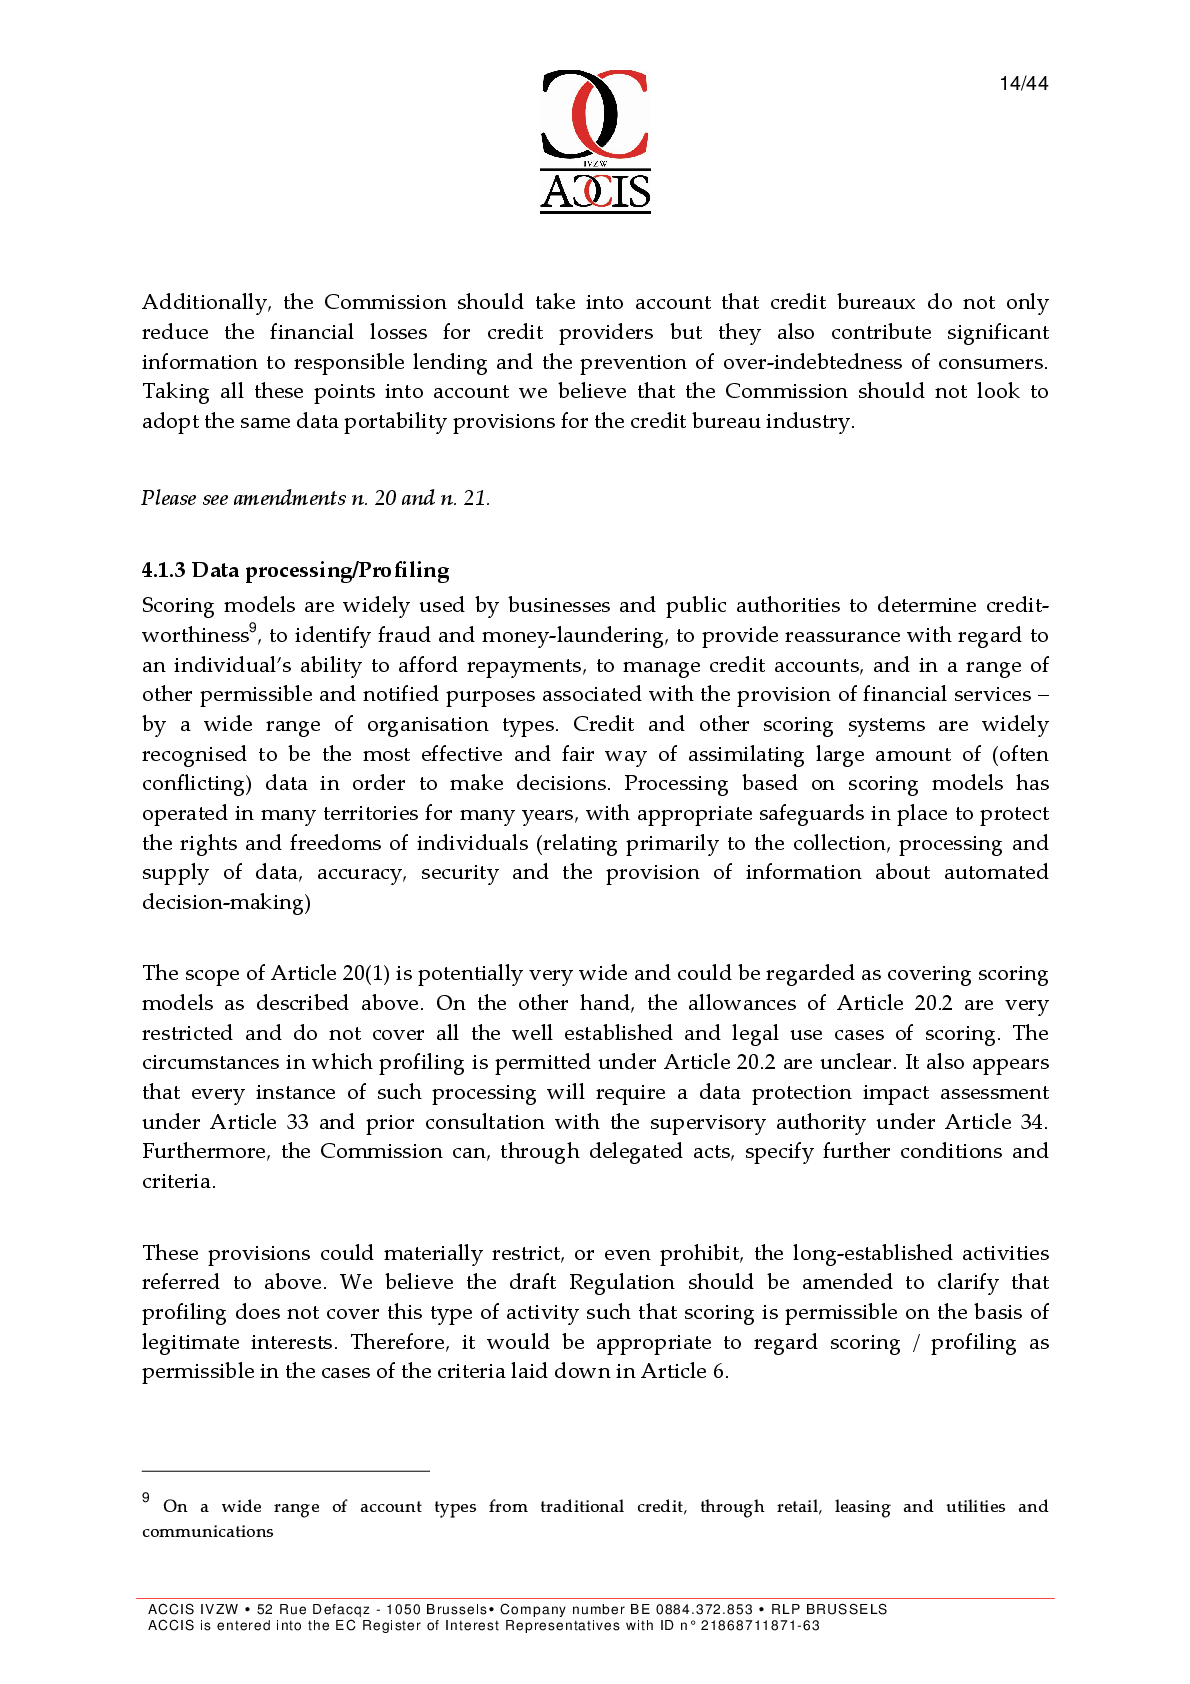 14/44
IVZW
ACCIS
Additionally, the Commission should take into account that credit bureaux do not only
reduce the financial losses for credit providers but they also contribute significant
information to responsible lending and the prevention of over-indebtedness of consumers.
Taking all these points into account we believe that the Commission should not look to
adopt the same data portability provisions for the credit bureau industry.
Please see amendments n. 20 and n. 21.
4.1.3 Data processing/Profiling
Scoring models are widely used by businesses and public authorities to determine credit-
worthiness9, to identify fraud and money-laundering, to provide reassurance with regard to
an individual's ability to afford repayments, to manage credit accounts, and in a range of
other permissible and notified purposes associated with the provision of financial services –
by a wide range of organisation types. Credit and other scoring systems are widely
recognised to be the most effective and fair way of assimilating large amount of (often
conflicting) data in order to make decisions. Processing based on scoring models has
operated in many territories for many years, with appropriate safeguards in place to protect
the rights and freedoms of individuals (relating primarily to the collection, processing and
supply of data, accuracy, security and the provision of information about automated
decision-making)
The scope of Article 20(1) is potentially very wide and could be regarded as covering scoring
models as described above. On the other hand, the allowances of Article 20.2 are very
restricted and do not cover all the well established and legal use cases of scoring. The
circumstances in which profiling is permitted under Article 20.2 are unclear. It also appears
that every instance of such processing will require a data protection impact assessment
under Article 33 and prior consultation with the supervisory authority under Article 34.
Furthermore, the Commission can, through delegated acts, specify further conditions and
criteria.
These provisions could materially restrict, or even prohibit, the long-established activities
referred to above. We believe the draft Regulation should be amended to clarify that
profiling does not cover this type of activity such that scoring is permissible on the basis of
legitimate interests. Therefore, it would be appropriate to regard scoring / profiling as
permissible in the cases of the criteria laid down in Article 6.
9 On a wide range of account types from traditional credit, through retail, leasing and utilities and
communications
ACCIS IVZW • 52 Rue Defacqz - 1050 Brussels• Company number BE 0884.372.853 • RLP BRUSSELS
ACCIS is entered into the EC Register of Interest Representatives with ID n° 21868711871-63